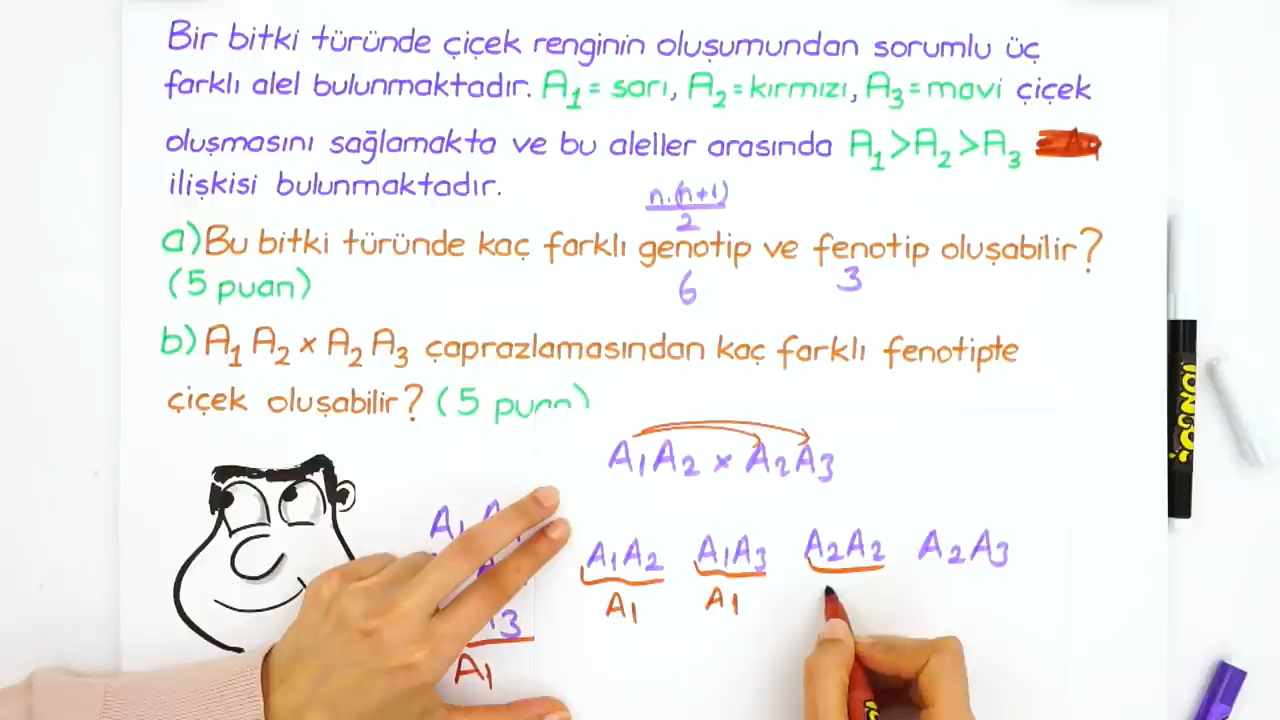 Bir bitki türünde çiçek renginin oluşumundan sorumlu üç
farklı alel bulunmaktadır. A₁ = sarı, A₂ = kırmızı, A₃ = mavi çiçek
oluşmasını sağlamakta ve bu aleller arasında A₁ > A₂ > A₃
ilişkisi bulunmaktadır.
n.(n+1)
2
a) Bu bitki türünde kaç farklı genotip ve fenotip oluşabilir?
(5 puan)
6
3
b) A₁ A₂ x A₂ A₃ çaprazlamasından kaç farklı fenotipte
çiçek oluşabilir? (5 puan)
A₁A₂ x A₂A₃
A₁A₂ A₁A₃ A₂A₂ A₂A₃
A₁ A₁
A₁